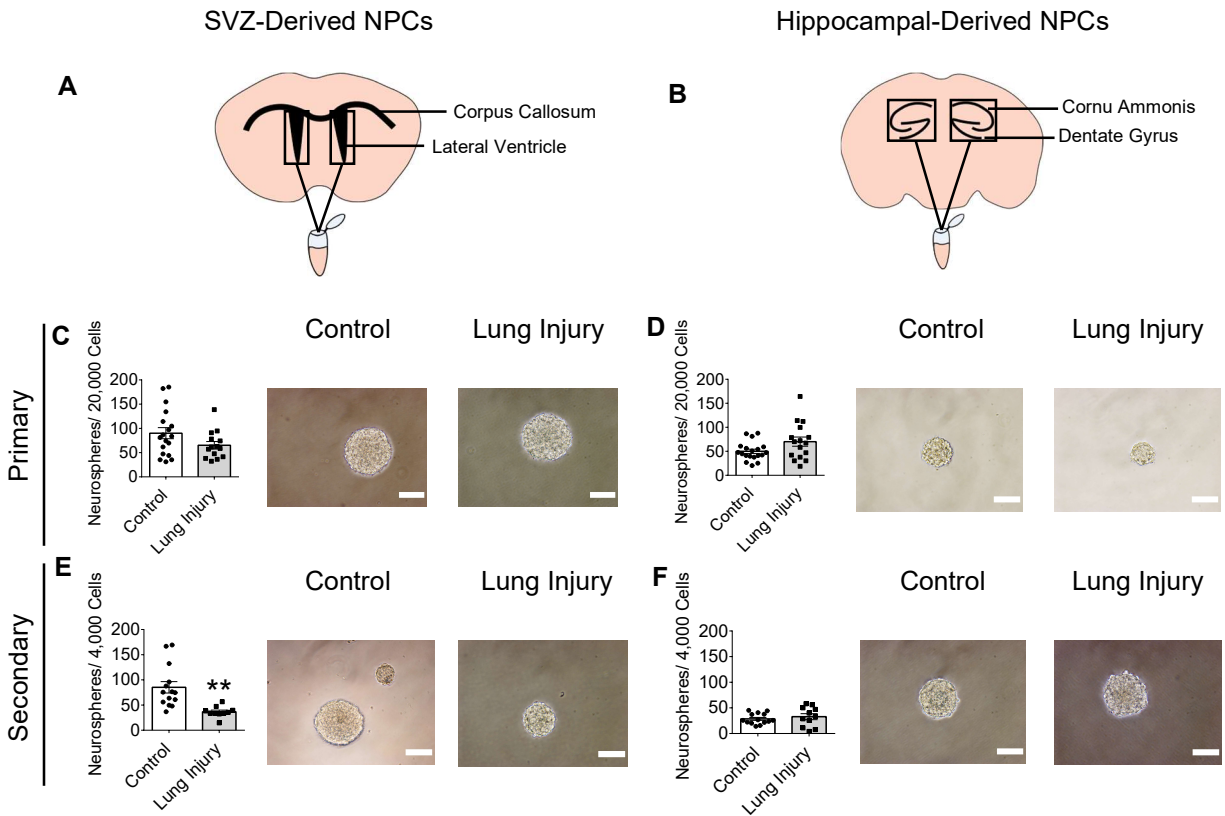 SVZ-Derived NPCs
Hippocampal-Derived NPCs
A
Corpus Callosum
Lateral Ventricle
B
Cornu Ammonis
Dentate Gyrus
Primary
C
Neurospheres/ 20,000 Cells
200
150
100
50
0
Control
Lung Injury
Control
Lung Injury
D
Neurospheres/ 20,000 Cells
200
150
100
50
0
Control
Lung Injury
Control
Lung Injury
Secondary
E
Neurospheres/ 4,000 Cells
200
150
100
50
0
**
Control
Lung Injury
Control
Lung Injury
F
Neurospheres/ 4,000 Cells
200
150
100
50
0
Control
Lung Injury
Control
Lung Injury